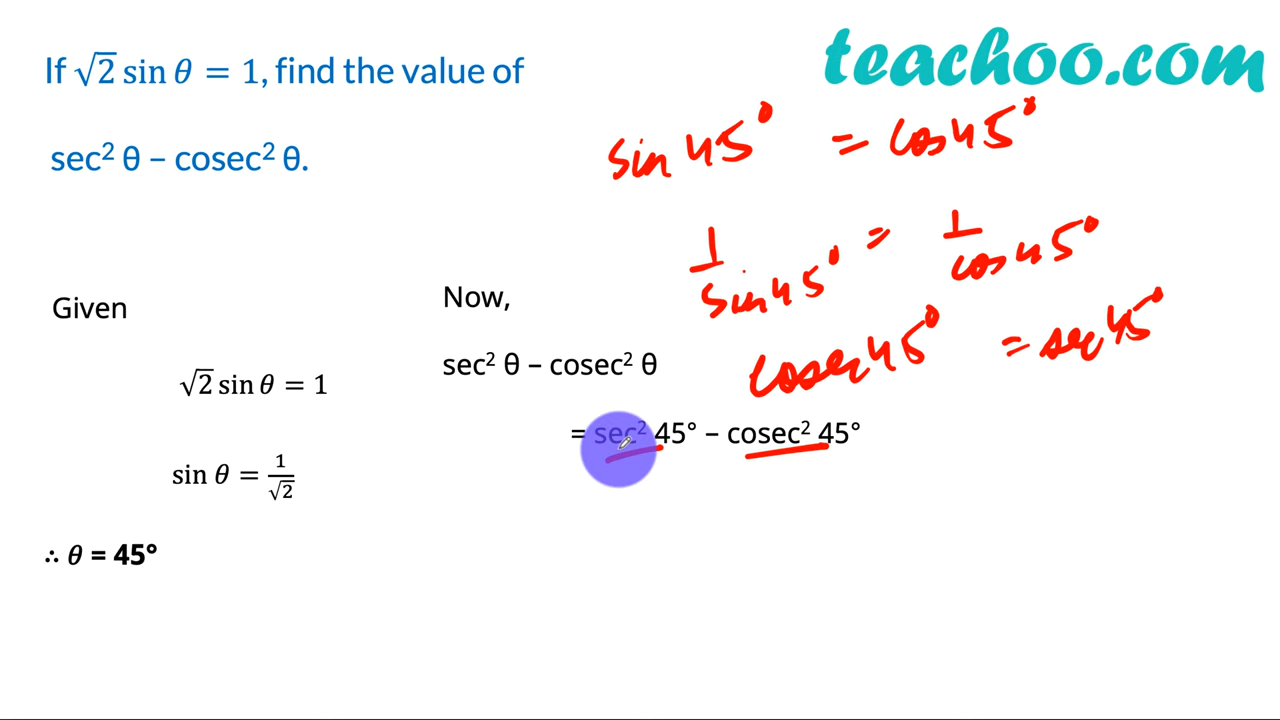 If √2 sin θ = 1, find the value of
sec² θ – cosec² θ.
teachoo.com
sin 45° = cos 45°
1/sin 45° = 1/cos 45°
cosec 45° = sec 45°
Given
√2 sin θ = 1
sin θ = 1/√2
∴ θ = 45°
Now,
sec² θ – cosec² θ
= sec² 45° – cosec² 45°